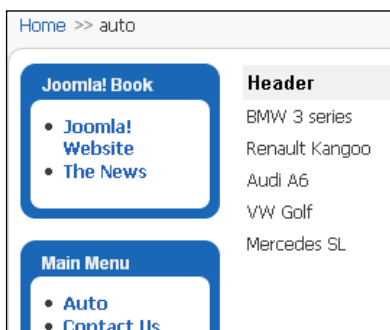 Home >> auto
Joomla! Book
Joomla!
Website
The News
Main Menu
Auto
Contact Us
Header
BMW 3 series
Renault Kangoo
Audi A6
VW Golf
Mercedes SL